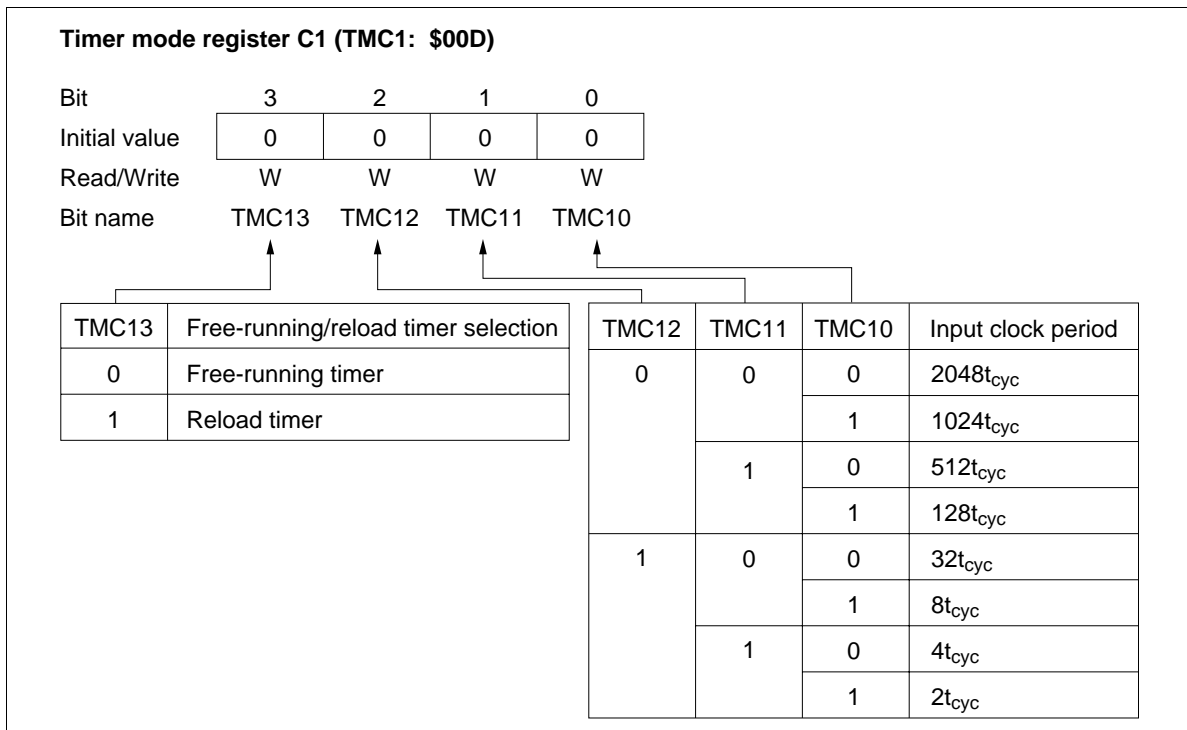 Timer mode register C1 (TMC1: $00D)
Bit 3 2 1 0
Initial value 0 0 0 0
Read/Write W W W W
Bit name TMC13 TMC12 TMC11 TMC10
TMC13 Free-running/reload timer selection
0 Free-running timer
1 Reload timer
TMC12 TMC11 TMC10 Input clock period
0 0 0 2048tcyc
1 1024tcyc
1 0 512tcyc
1 128tcyc
1 0 0 32tcyc
1 8tcyc
1 0 4tcyc
1 2tcyc